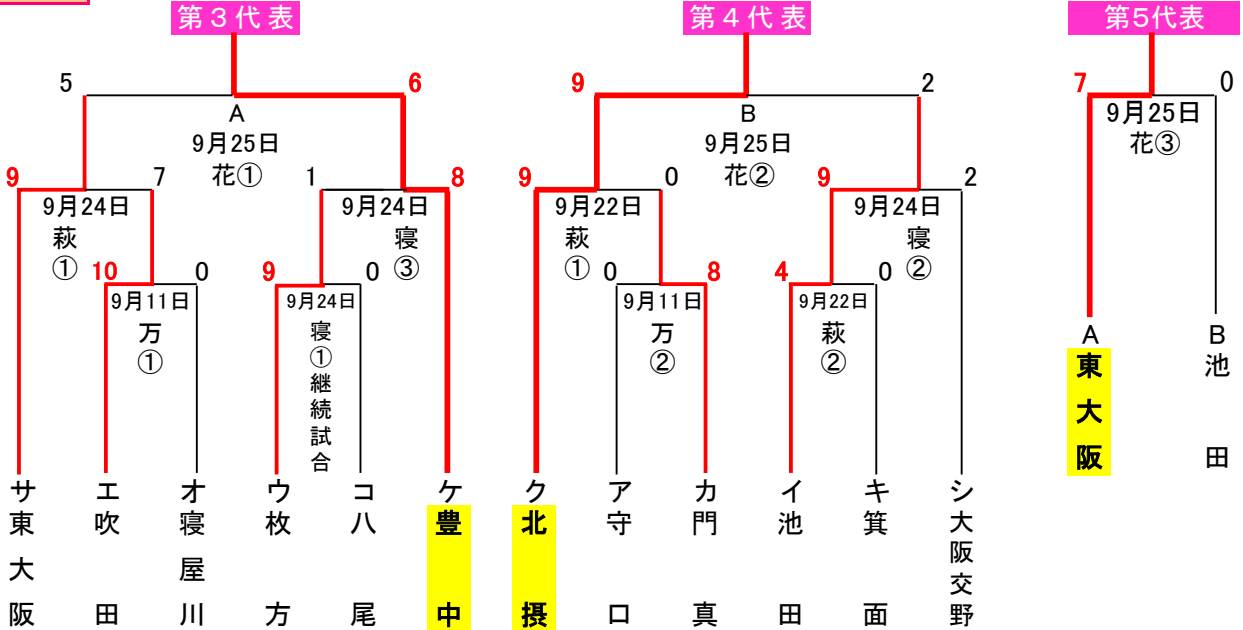 第3代表
第4代表
第5代表
5
6
9
2
7
0
A
B
9月25日
花①
9月25日
花②
9月25日
花③
9
7
1
8
9
0
9
2
9月24日
萩①
9月24日
寝③
9月22日
萩①
9月24日
寝②
10
0
9
0
0
8
4
0
9月11日
万①
9月24日
寝①継続試合
9月11日
万②
9月22日
萩②
A
東大阪
B
池田
サ東大阪
エ吹田
オ寝屋川
ウ枚方
コ八尾
ケ豊中
ク北摂
ア守口
カ門真
イ池田
キ箕面
シ大阪交野